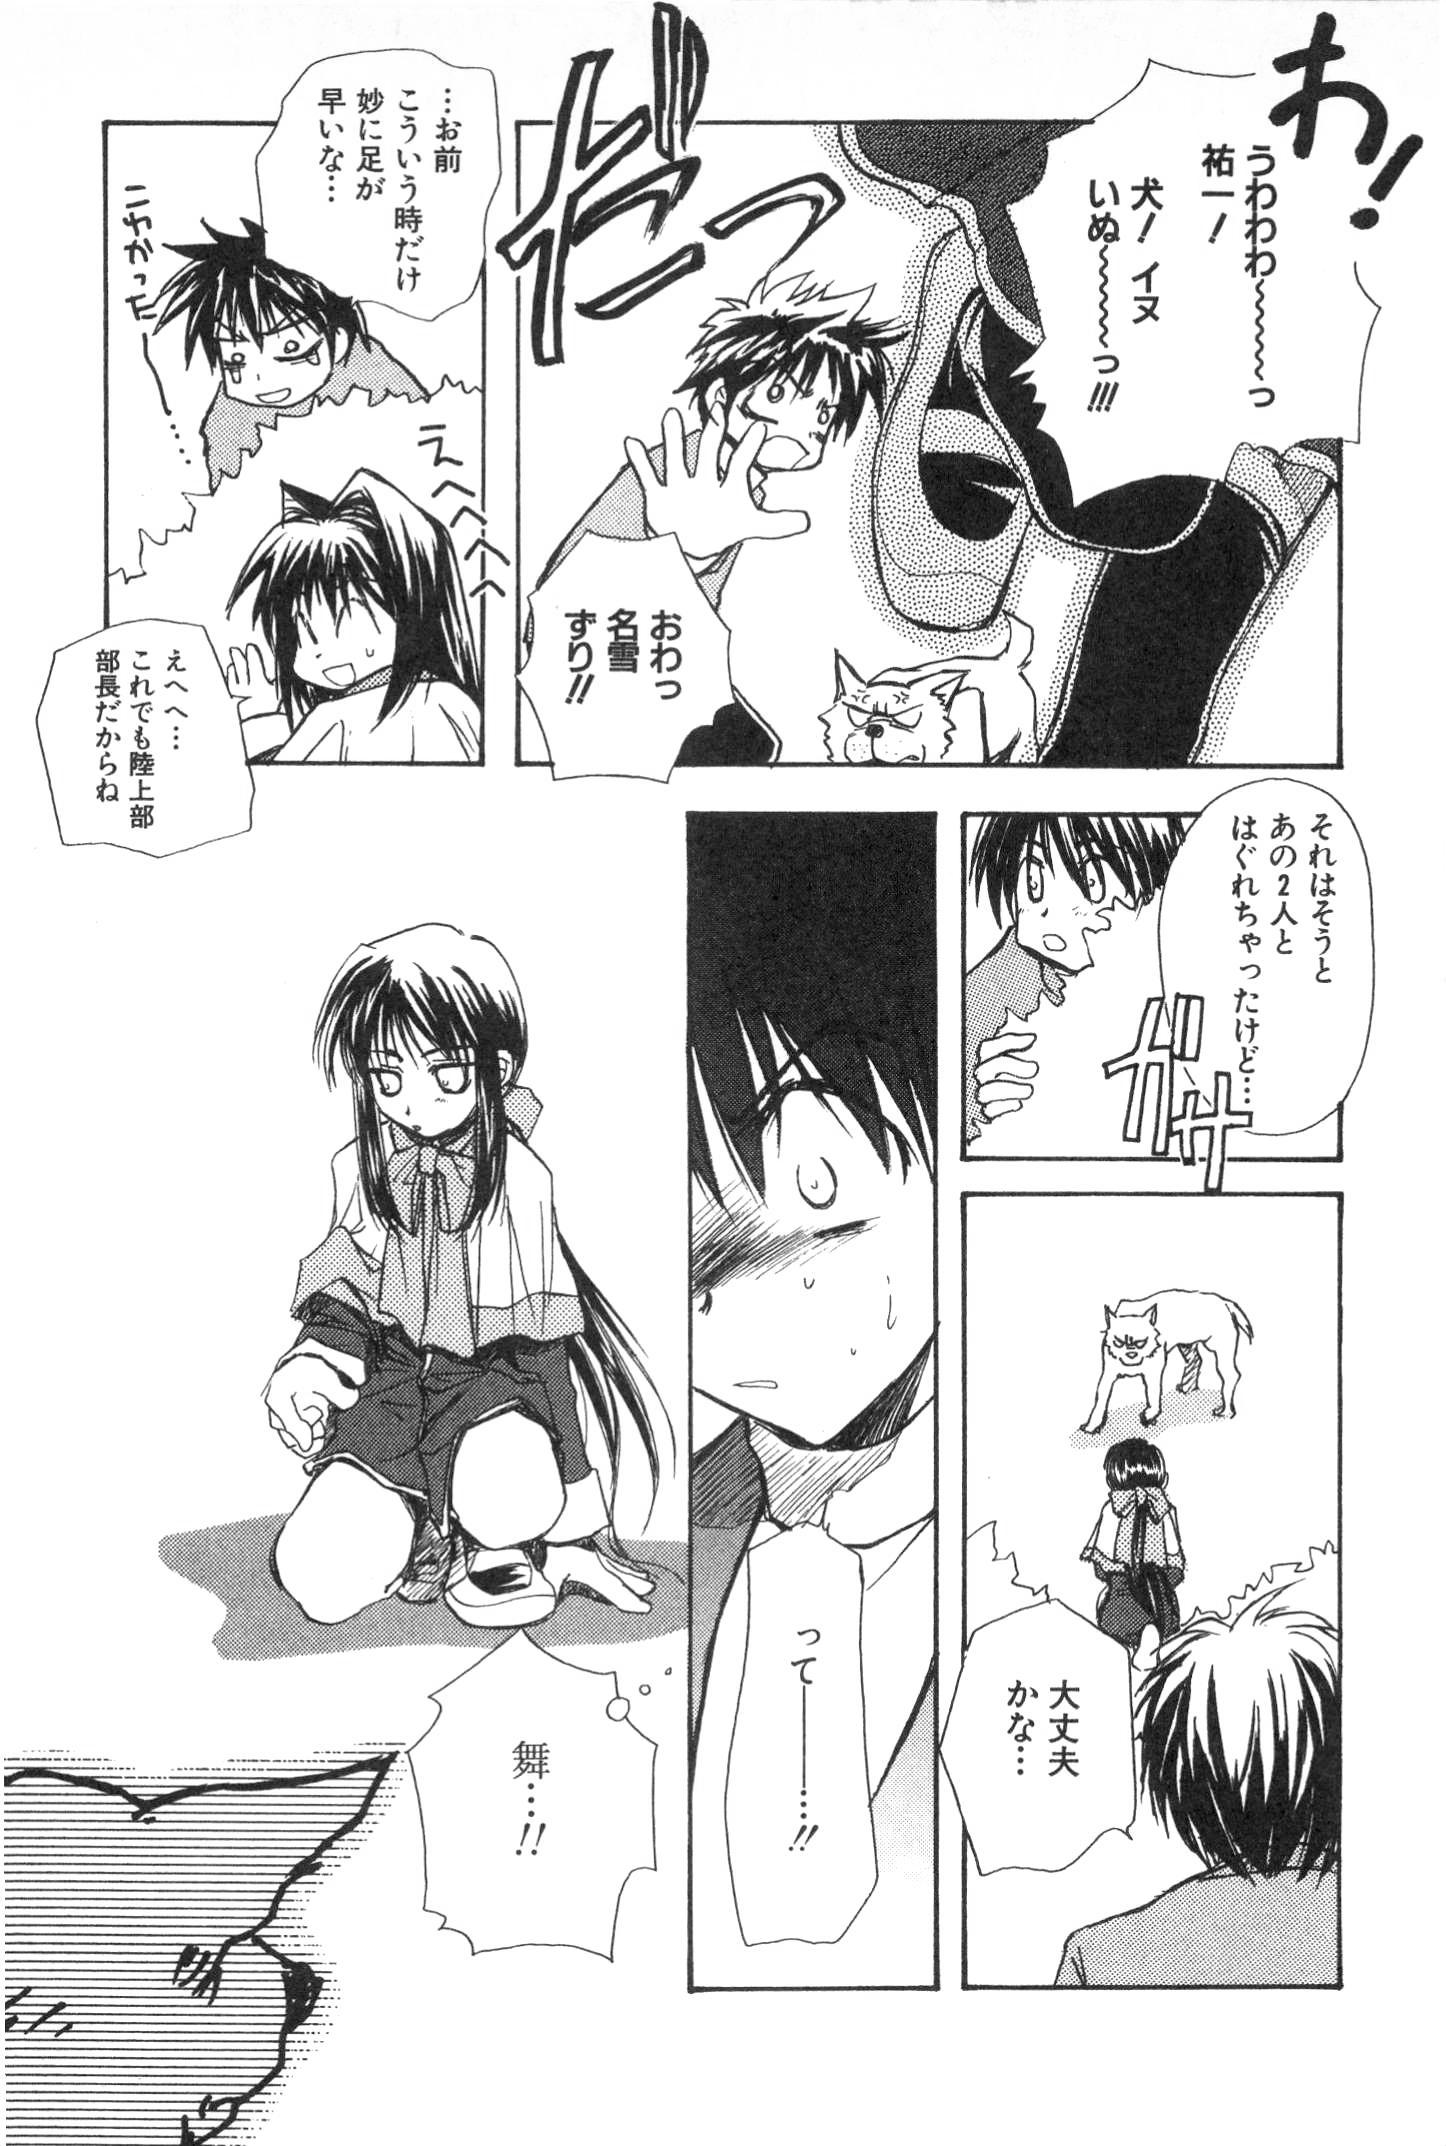 わ!
うわわわ〜〜〜〜っ
祐一!
犬!イヌ
いぬ〜〜〜〜っ!!!
だっ
おわっ
名雪
ずり!!
…お前
こういう時だけ
妙に足が
早いな…
こわかった―……
えへへへへ
えへへ…
これでも陸上部
部長だからね
それはそうと
あの2人と
はぐれちゃったけど…
ガサ
大丈夫
かな…
って――――…!!
舞…!!